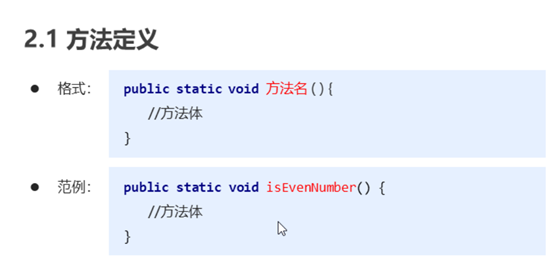 2.1 方法定义
● 格式： public static void 方法名(){
//方法体
}
● 范例： public static void isEvenNumber() {
//方法体
}